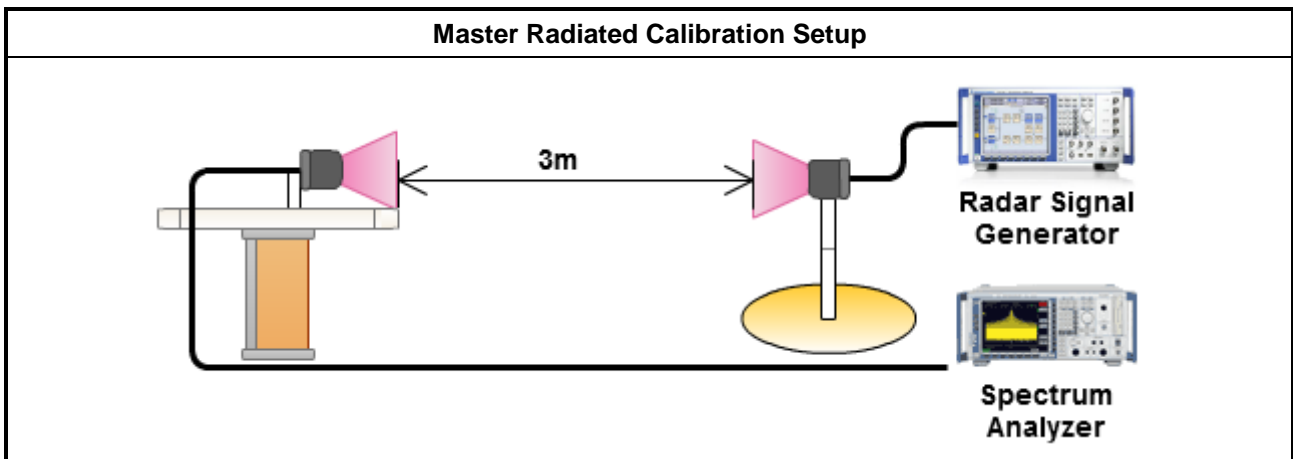 Master Radiated Calibration Setup
3m
Radar Signal
Generator
Spectrum
Analyzer